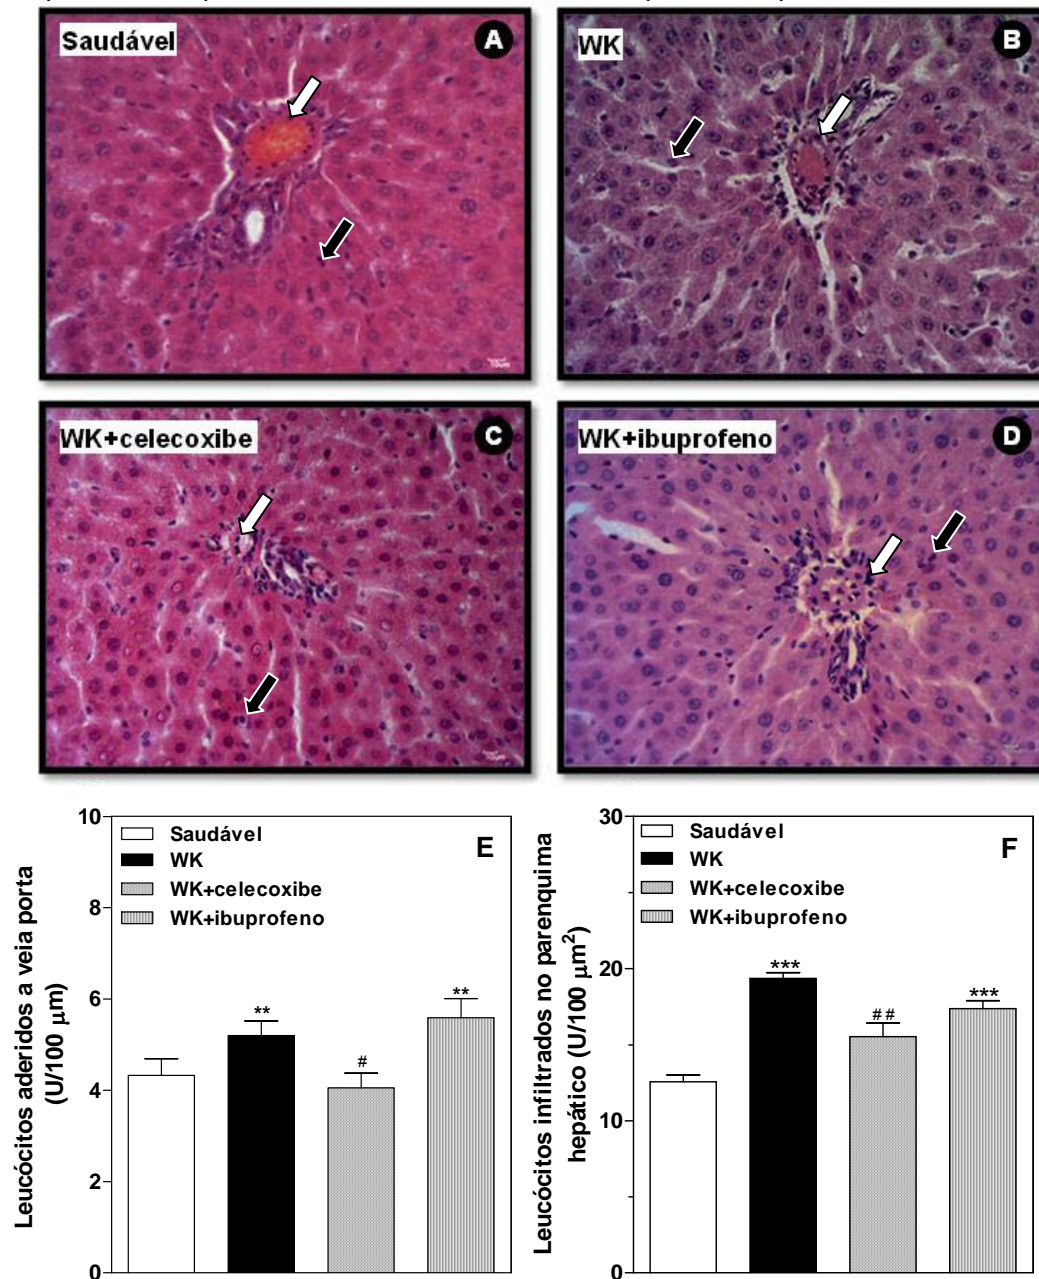 Saudável
A
WK
B
WK+celecoxibe
C
WK+ibuprofeno
D
10
8
6
4
2
0
Leucócitos aderidos a veia porta
(U/100 µm)
Saudável
WK
WK+celecoxibe
WK+ibuprofeno
E
**
#
**
30
20
10
0
Leucócitos infiltrados no parenquima
hepático (U/100 µm²)
Saudável
WK
WK+celecoxibe
WK+ibuprofeno
F
***
##
***